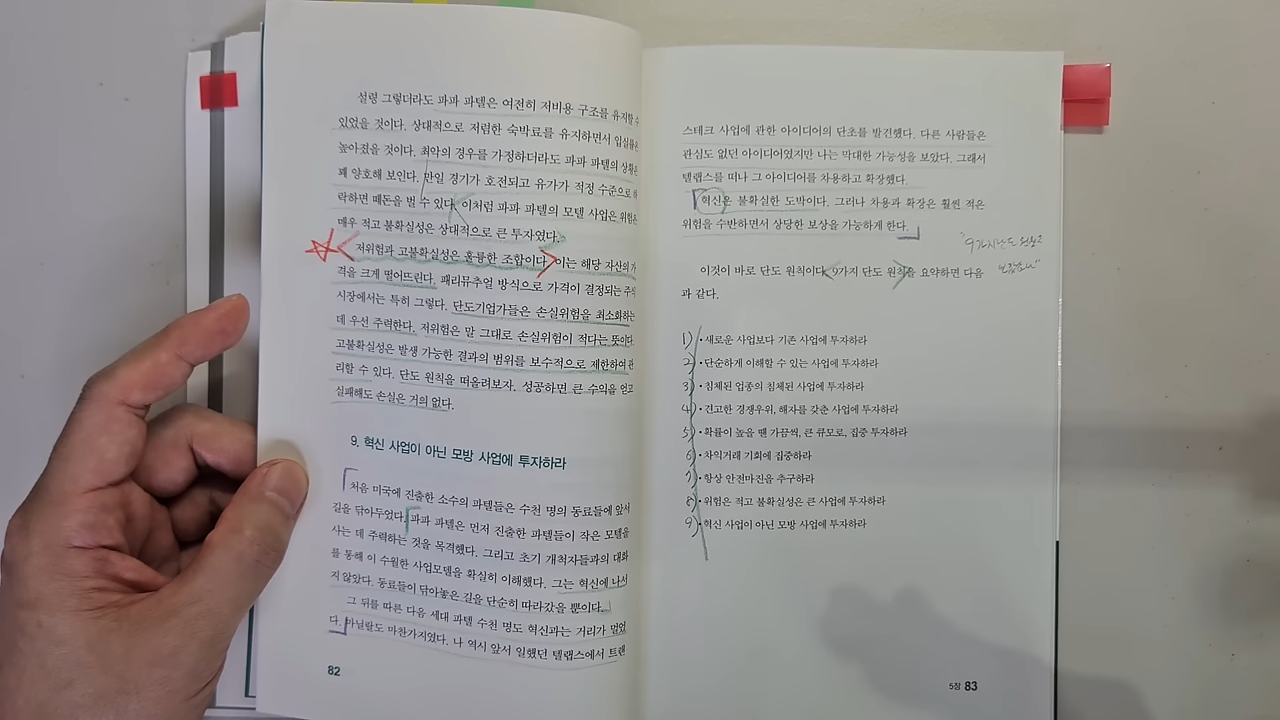 설령 그렇더라도 파파 파텔은 여전히 저비용 구조를 유지할 수
있었을 것이다. 상대적으로 저렴한 숙박료를 유지하면서 입실률은
높아졌을 것이다. 최악의 경우를 가정하더라도 파파 파텔의 상황은
꽤 양호해 보인다. 만일 경기가 호전되고 유가가 적정 수준으로 하
락하면 떼돈을 벌 수 있다. 이처럼 파파 파텔의 모텔 사업은 위험은
매우 적고 불확실성은 상대적으로 큰 투자였다.
저위험과 고불확실성은 훌륭한 조합이다. 이는 해당 자산의 가
격을 크게 떨어뜨린다. 패리뮤추얼 방식으로 가격이 결정되는 주식
시장에서는 특히 그렇다. 단도기업가들은 손실위험을 최소화하는
데 우선 주력한다. 저위험은 말 그대로 손실위험이 적다는 뜻이다.
고불확실성은 발생 가능한 결과의 범위를 보수적으로 제한하여 관
리할 수 있다. 단도 원칙을 떠올려보자. 성공하면 큰 수익을 얻고
실패해도 손실은 거의 없다.
9. 혁신 사업이 아닌 모방 사업에 투자하라
처음 미국에 진출한 소수의 파텔들은 수천 명의 동료들에 앞서
길을 닦아두었다. 파파 파텔은 먼저 진출한 파텔들이 작은 모텔을
사는 데 주력하는 것을 목격했다. 그리고 초기 개척자들과의 대화
를 통해 이 수월한 사업모델을 확실히 이해했다. 그는 혁신에 나서
지 않았다. 동료들이 닦아놓은 길을 단순히 따라갔을 뿐이다.
그 뒤를 따른 다음 세대 파텔 수천 명도 혁신과는 거리가 멀었
다. 마닐랄도 마찬가지였다. 나 역시 앞서 일했던 텔랩스에서 트랜
82
스테크 사업에 관한 아이디어의 단초를 발견했다. 다른 사람들은
관심도 없던 아이디어였지만 나는 막대한 가능성을 보았다. 그래서
텔랩스를 떠나 그 아이디어를 차용하고 확장했다.
혁신은 불확실한 도박이다. 그러나 차용과 확장은 훨씬 적은
위험을 수반하면서 상당한 보상을 가능하게 한다.
"9가지 단도 원칙
이것이 바로 단도 원칙이다. 9가지 단도 원칙을 요약하면 다음
과 같다.
1) • 새로운 사업보다 기존 사업에 투자하라
2) • 단순하게 이해할 수 있는 사업에 투자하라
3) • 침체된 업종의 침체된 사업에 투자하라
4) • 견고한 경쟁우위, 해자를 갖춘 사업에 투자하라
5) • 확률이 높을 땐 가끔씩, 큰 규모로, 집중 투자하라
6) • 차익거래 기회에 집중하라
7) • 항상 안전마진을 추구하라
8) • 위험은 적고 불확실성은 큰 사업에 투자하라
9) • 혁신 사업이 아닌 모방 사업에 투자하라
5장 83